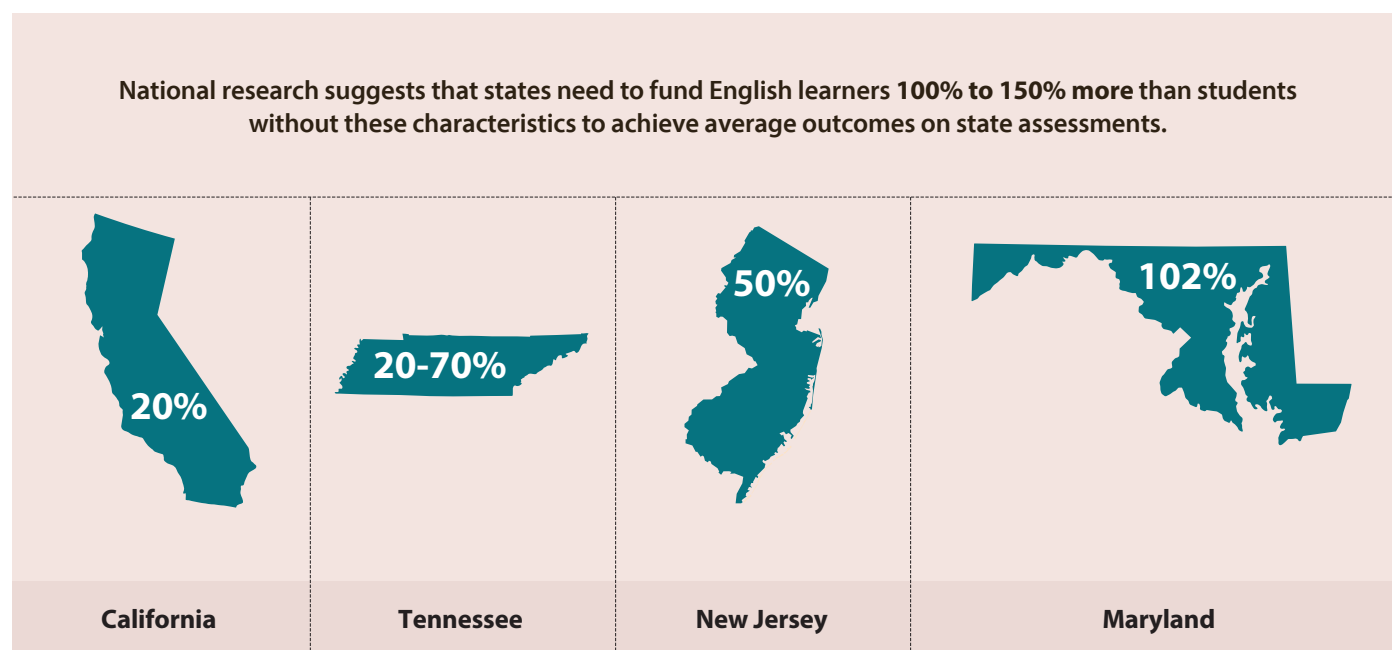 National research suggests that states need to fund English learners 100% to 150% more than students
without these characteristics to achieve average outcomes on state assessments.
20%
20-70%
50%
102%
California
Tennessee
New Jersey
Maryland